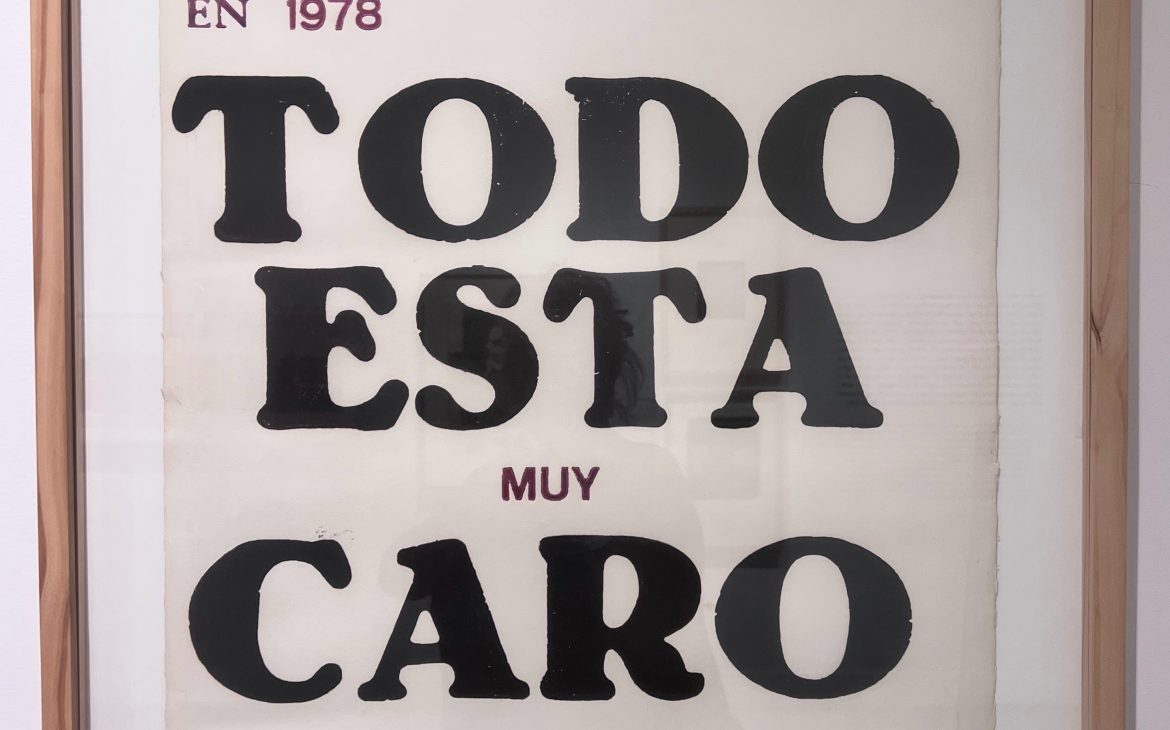 EN 1978
TODO
ESTA
MUY
CARO